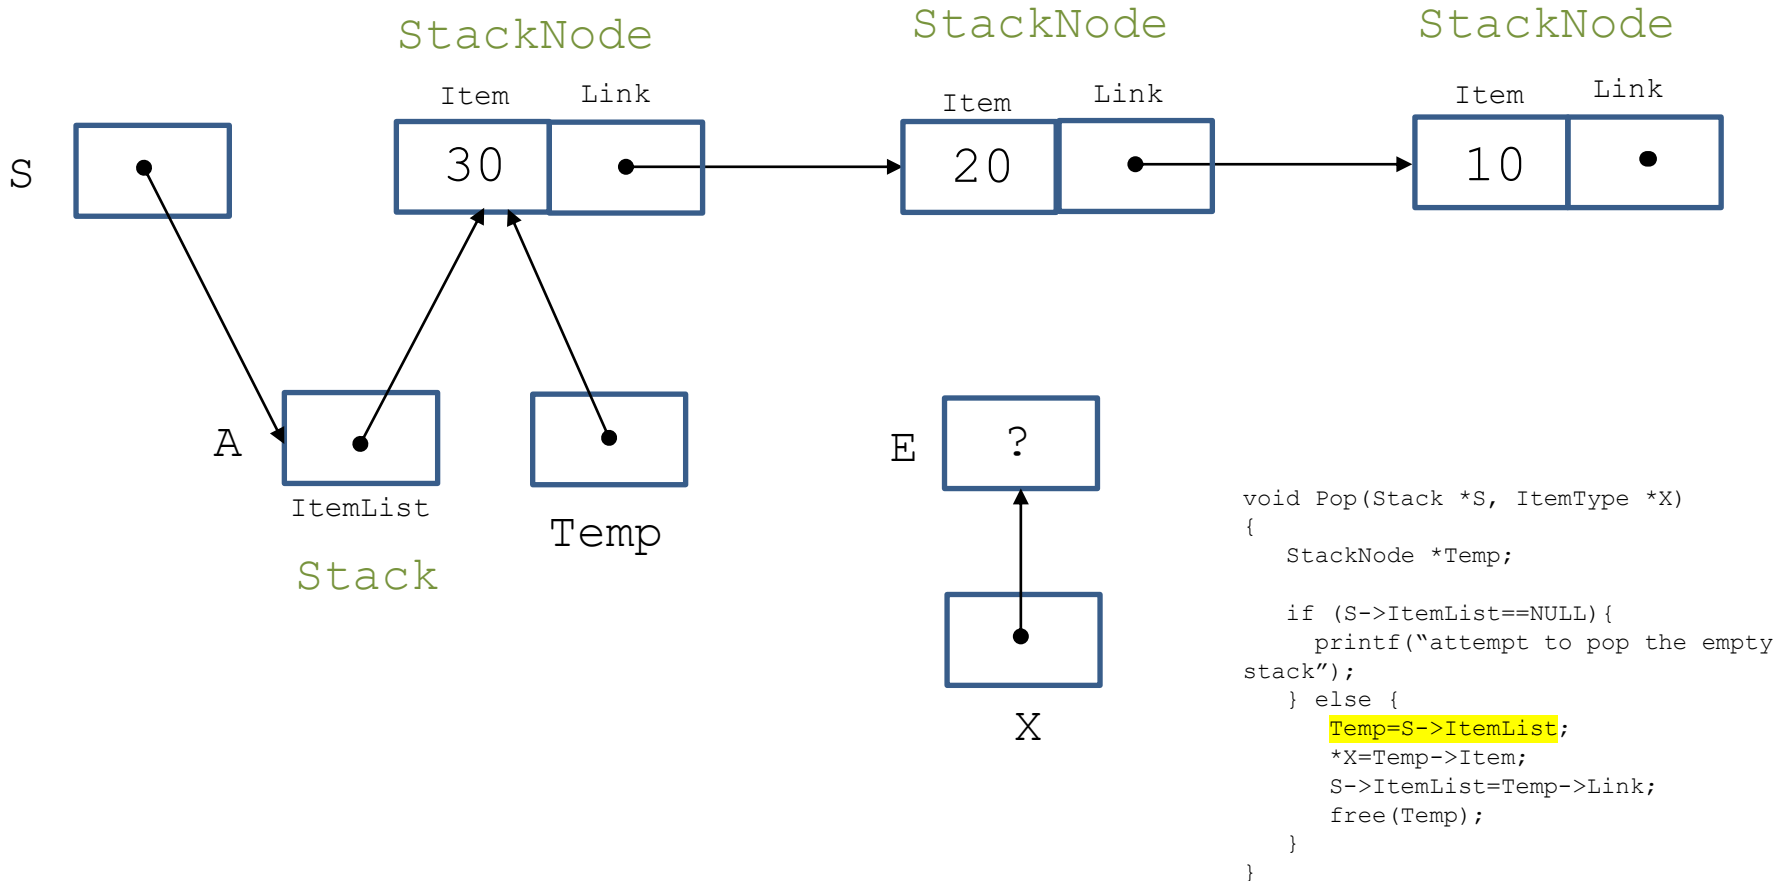 StackNode
StackNode
StackNode
Item Link
Item Link
Item Link
S
30
20
10
A
ItemList
Stack
Temp
E
?
X
void Pop(Stack *S, ItemType *X)
{
StackNode *Temp;
if (S->ItemList==NULL){
printf(“attempt to pop the empty
stack”);
} else {
Temp=S->ItemList;
*X=Temp->Item;
S->ItemList=Temp->Link;
free(Temp);
}
}